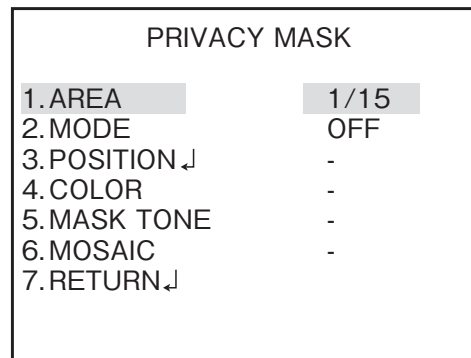 PRIVACY MASK
1.AREA 1/15
2.MODE OFF
3.POSITION↲ -
4.COLOR -
5.MASK TONE -
6.MOSAIC -
7.RETURN↲